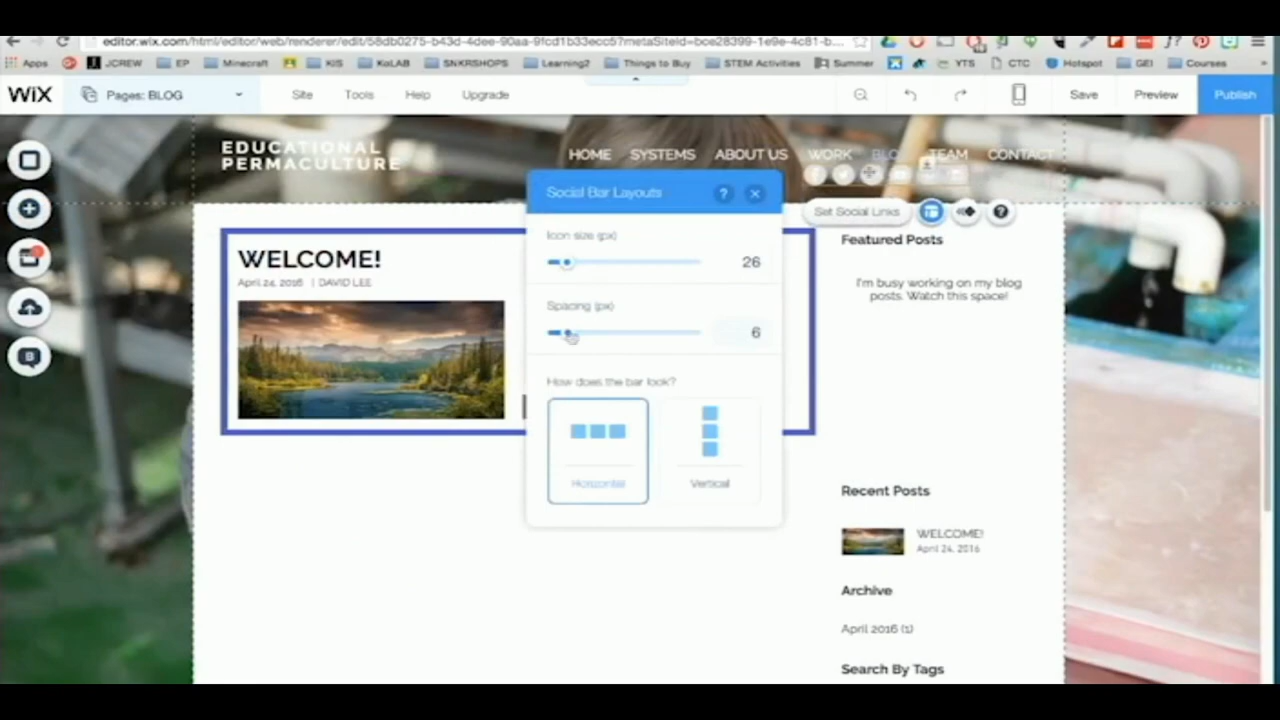 editor.wix.com/html/editor/web/renderer/edit/58db0275-b43d-4dee-90aa-9fcd1b33ecc5?metaSiteId=bce28399-1e9e-4c81-b...
Apps JCREW EP Minecraft KIS KoLAB SNKRSHOPS Learning2 Things to Buy STEM Activities Summer YTS CTC Hotspot GEI Courses
WiX Pages: BLOG Site Tools Help Upgrade Save Preview Publish
EDUCATIONAL
PERMACULTURE
HOME SYSTEMS ABOUT US WORK BLOG TEAM CONTACT
Social Bar Layouts ? ×
Set Social Links ?
Icon size (px)
26
Spacing (px)
6
How does the bar look?
Horizontal Vertical
WELCOME!
April 24, 2016 | DAVID LEE
Featured Posts
I'm busy working on my blog
posts. Watch this space!
Recent Posts
WELCOME!
April 24, 2016
Archive
April 2016 (1)
Search By Tags